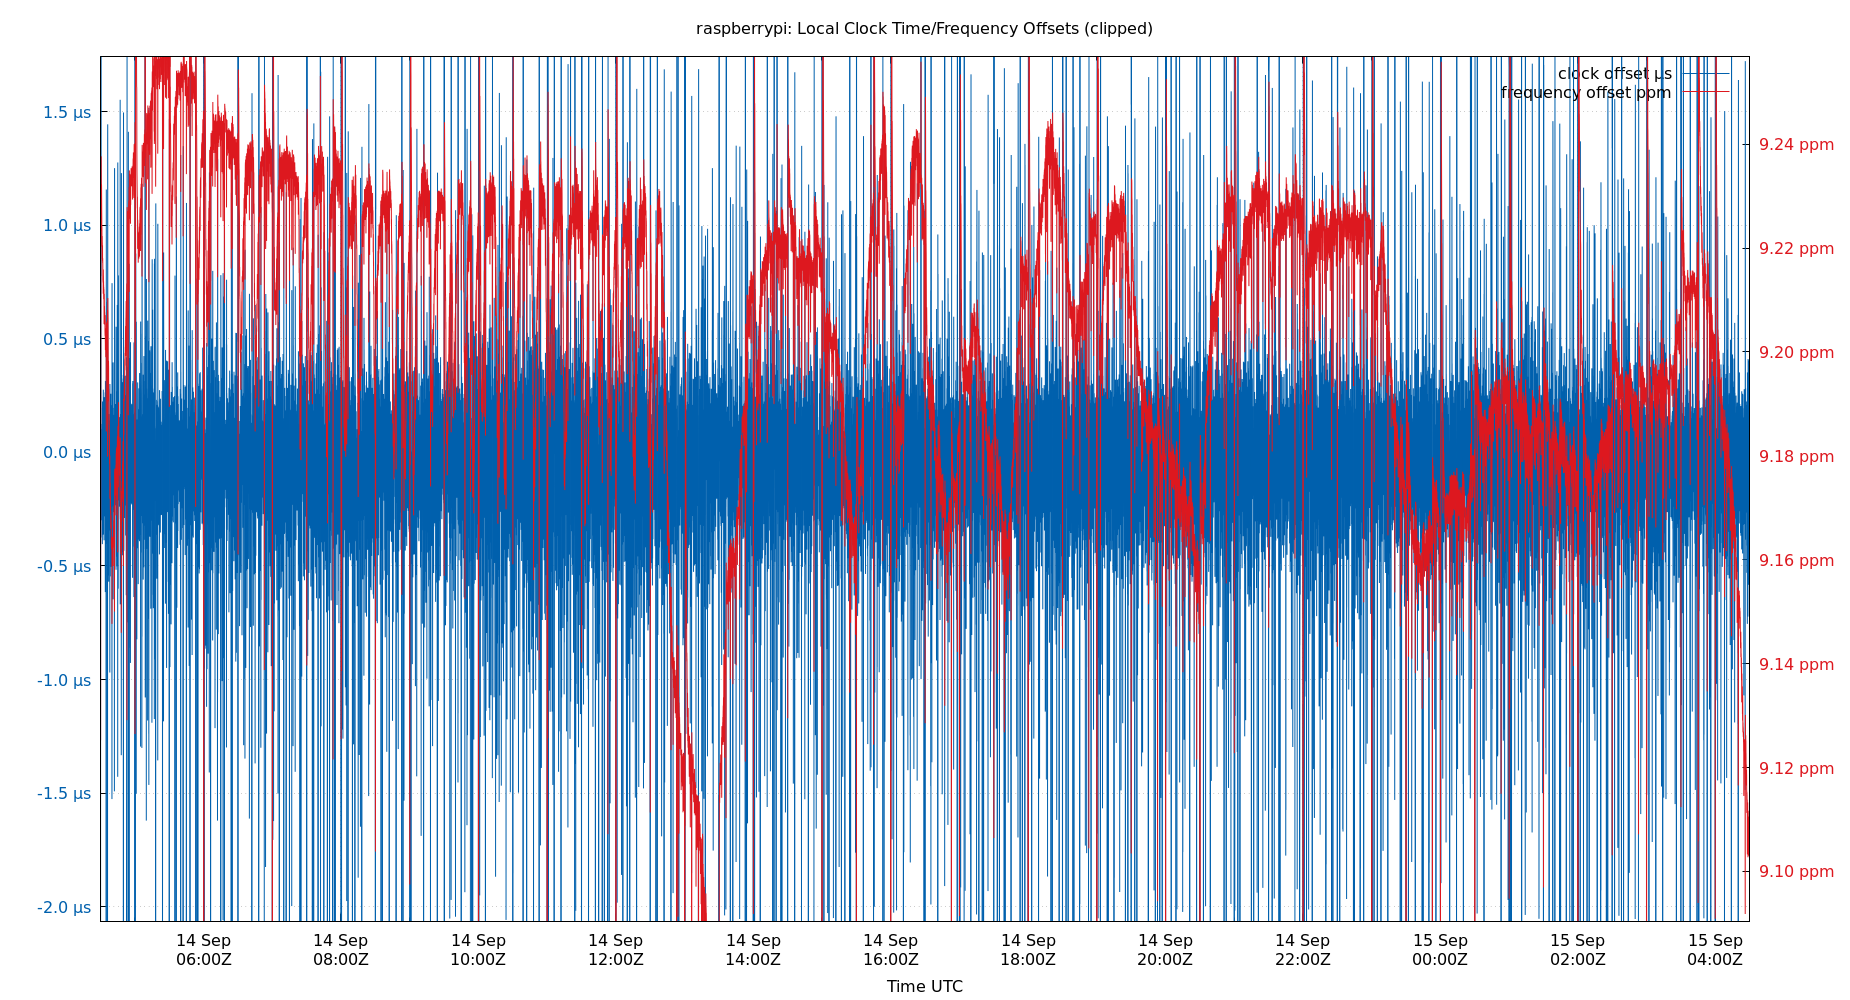 raspberrypi: Local Clock Time/Frequency Offsets (clipped)
clock offset µs
frequency offset ppm
1.5 µs
1.0 µs
0.5 µs
0.0 µs
-0.5 µs
-1.0 µs
-1.5 µs
-2.0 µs
9.24 ppm
9.22 ppm
9.20 ppm
9.18 ppm
9.16 ppm
9.14 ppm
9.12 ppm
9.10 ppm
14 Sep 14 Sep 14 Sep 14 Sep 14 Sep 14 Sep 14 Sep 14 Sep 14 Sep 15 Sep 15 Sep 15 Sep
06:00Z 08:00Z 10:00Z 12:00Z 14:00Z 16:00Z 18:00Z 20:00Z 22:00Z 00:00Z 02:00Z 04:00Z
Time UTC